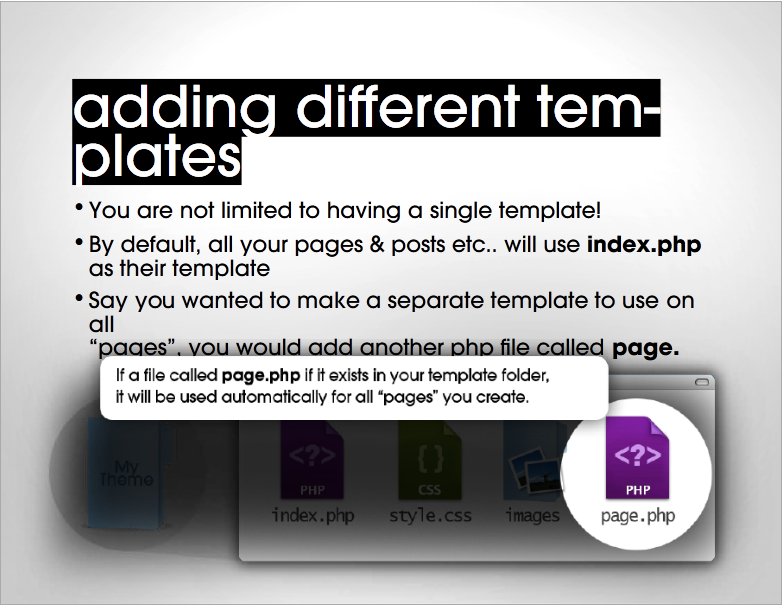 adding different tem-
plates
• You are not limited to having a single template!
• By default, all your pages & posts etc.. will use index.php
as their template
• Say you wanted to make a separate template to use on
all
“pages”, you would add another php file called page.
If a file called page.php if it exists in your template folder,
it will be used automatically for all “pages” you create.
My
Theme
<?>
PHP
index.php
{}
CSS
style.css
images
<?>
PHP
page.php